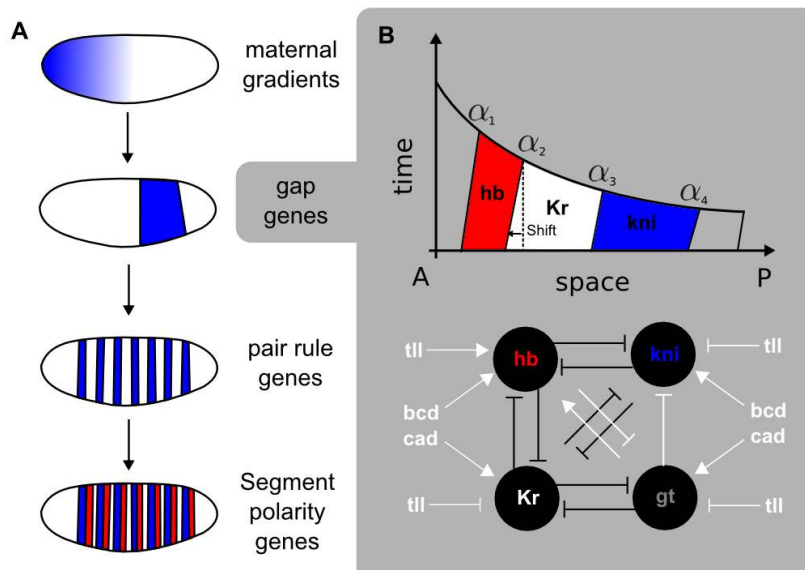 A
maternal
gradients
gap
genes
pair rule
genes
Segment
polarity
genes
B
time
α1
α2
α3
α4
hb
Kr
kni
Shift
A
space
P
tll
hb
kni
tll
bcd
cad
bcd
cad
tll
Kr
gt
tll